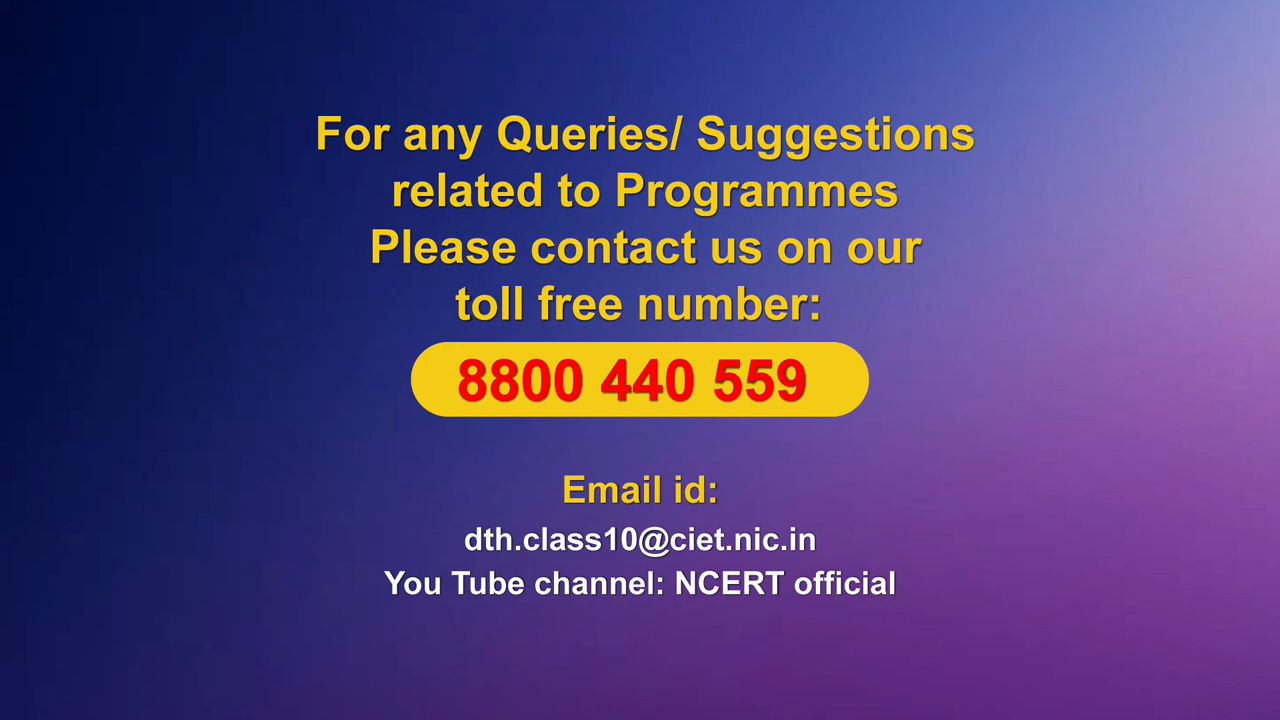 For any Queries/ Suggestions
related to Programmes
Please contact us on our
toll free number:
8800 440 559
Email id:
dth.class10@ciet.nic.in
You Tube channel: NCERT official